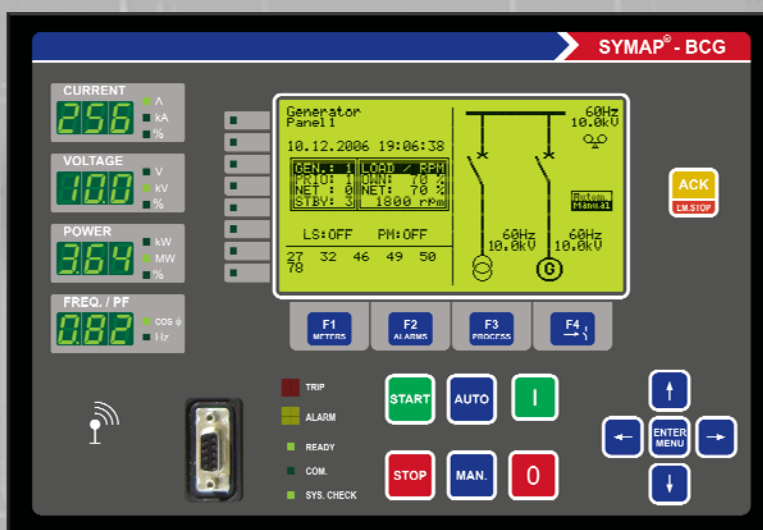 SYMAP® - BCG
CURRENT
256
A
kA
%
VOLTAGE
10.0
V
kV
%
POWER
3.64
kW
MW
%
FREQ. / PF
0.82
cos φ
Hz
Generator
Panel1
10.12.2006 19:06:38
GEN.: 1 LOAD / RPM
PRIO: 1 OWN: 70 %
NET : 0 NET: 70 %
STBY: 3 1800 rpm
LS:OFF PM:OFF
27 32 46 49 50
78
60Hz
10.0kV
Autom.
Manual
60Hz 60Hz
10.0kV 10.0kV
G
ACK
EM.STOP
F1 F2 F3 F4
METERS ALARMS PROCESS
TRIP
ALARM
READY
COM.
SYS. CHECK
START AUTO I
STOP MAN. 0
ENTER
MENU